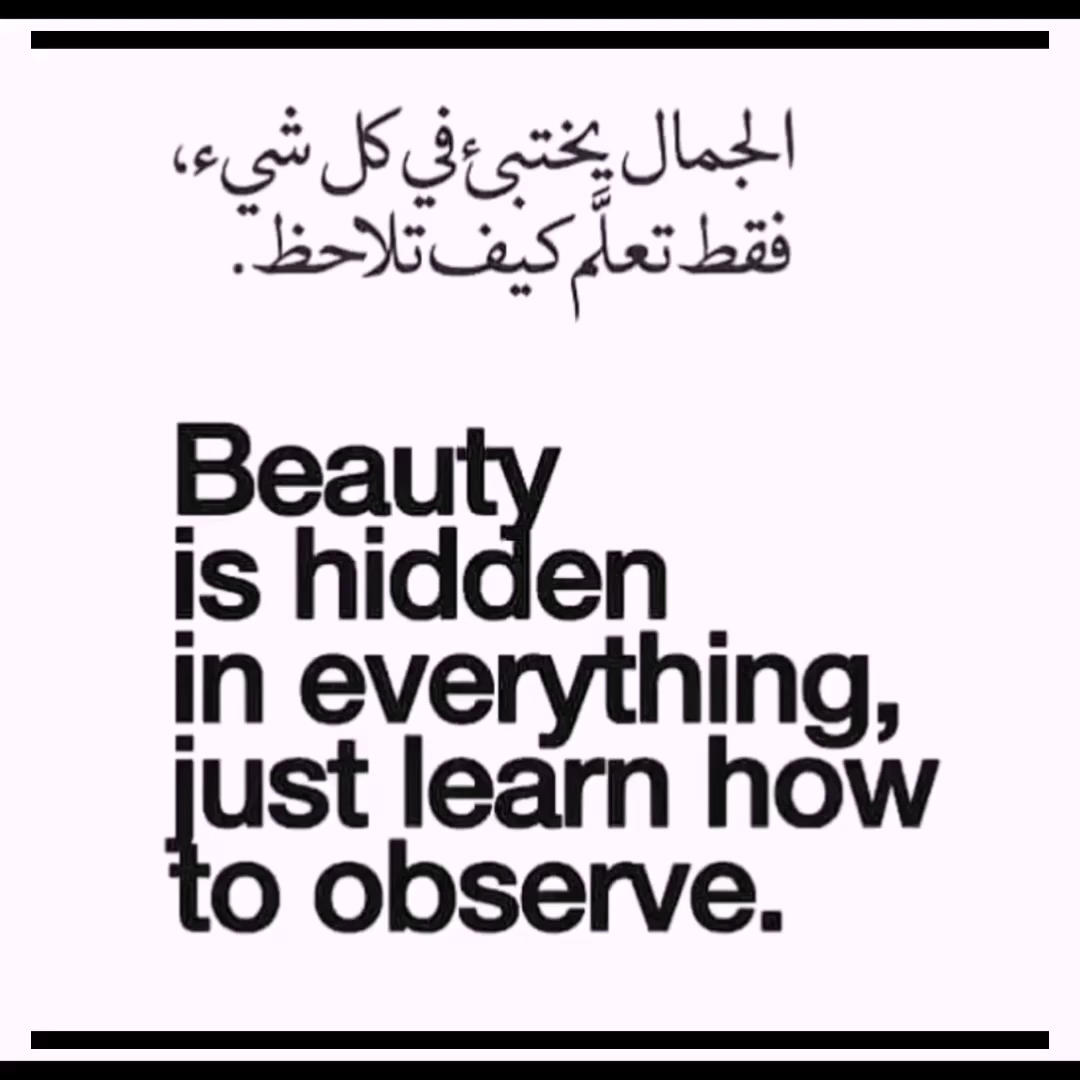 الجمال يختبئ في كل شيء،
فقط تعلَّم كيف تلاحظ.
Beauty
is hidden
in everything,
just learn how
to observe.